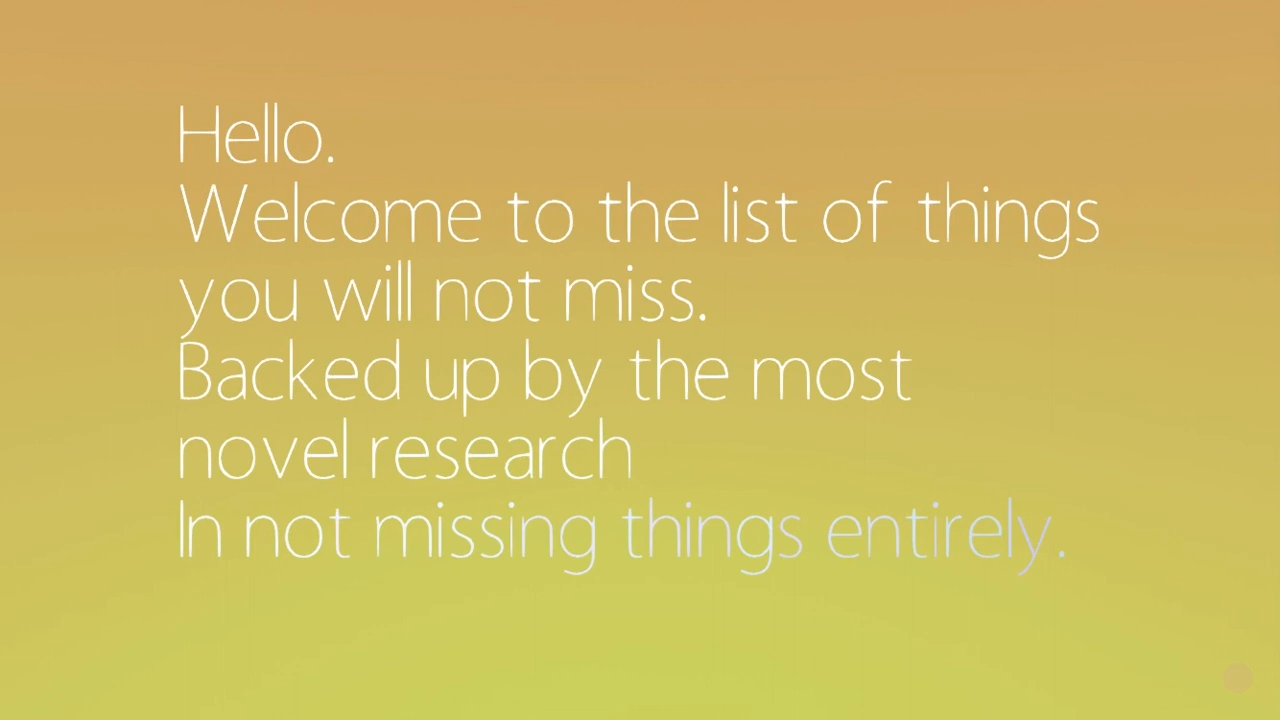 Hello.
Welcome to the list of things
you will not miss.
Backed up by the most
novel research
In not missing things entirely.